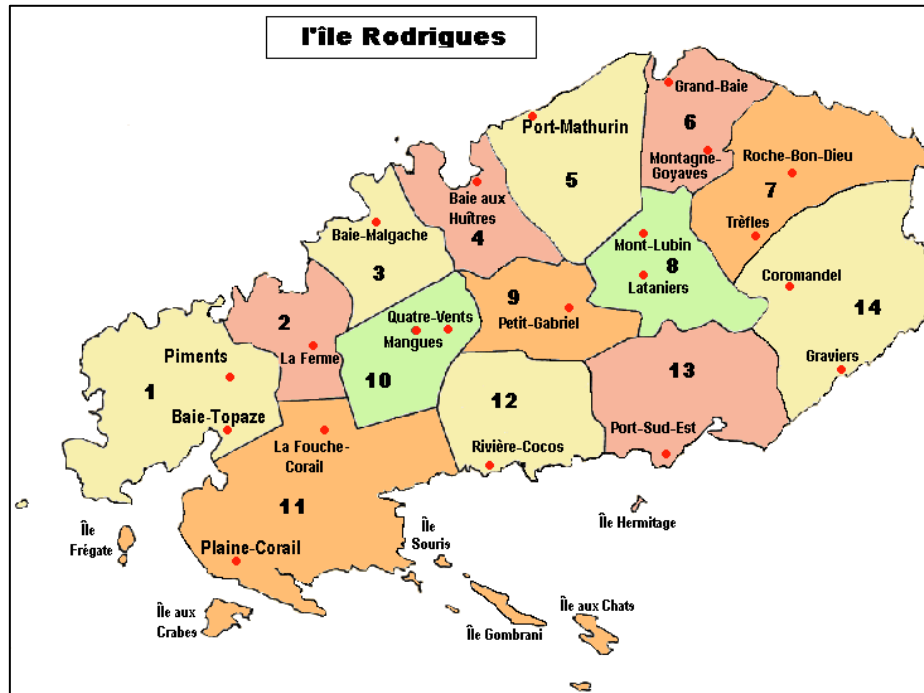 l'île Rodrigues
Grand-Baie
6
Montagne-
Goyaves
Port-Mathurin
5
Roche-Bon-Dieu
7
Trèfles
Baie aux
Huîtres
4
Baie-Malgache
3
Mont-Lubin
8
Lataniers
Coromandel
14
Graviers
9
Petit-Gabriel
2
La Ferme
Quatre-Vents
Mangues
10
Piments
1
Baie-Topaze
13
Port-Sud-Est
12
Rivière-Cocos
La Fouche-
Corail
11
Plaine-Corail
Île
Frégate
Île
Souris
Île Hermitage
Île aux
Crabes
Île Gombrani
Île aux Chats